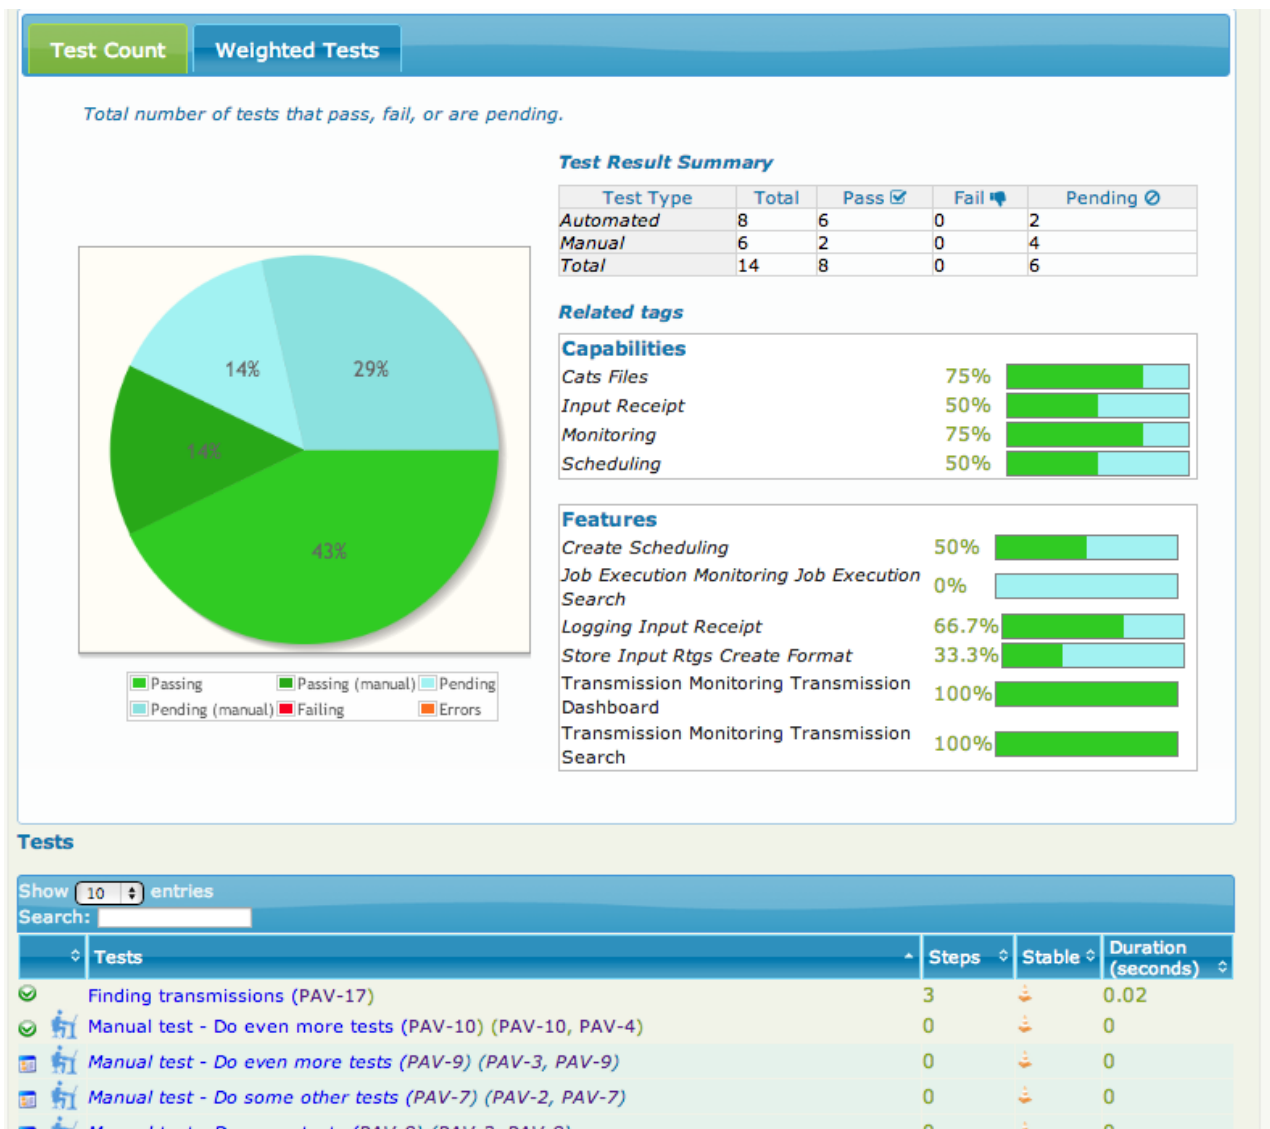 Test Count Weighted Tests
Total number of tests that pass, fail, or are pending.
Test Result Summary
Test Type Total Pass Fail Pending
Automated 8 6 0 2
Manual 6 2 0 4
Total 14 8 0 6
14% 29%
14%
43%
Passing Passing (manual) Pending
Pending (manual) Failing Errors
Related tags
Capabilities
Cats Files 75%
Input Receipt 50%
Monitoring 75%
Scheduling 50%
Features
Create Scheduling 50%
Job Execution Monitoring Job Execution
Search 0%
Logging Input Receipt 66.7%
Store Input Rtgs Create Format 33.3%
Transmission Monitoring Transmission
Dashboard 100%
Transmission Monitoring Transmission
Search 100%
Tests
Show 10 entries
Search:
Tests Steps Stable Duration
(seconds)
Finding transmissions (PAV-17) 3 0.02
Manual test - Do even more tests (PAV-10) (PAV-10, PAV-4) 0 0
Manual test - Do even more tests (PAV-9) (PAV-3, PAV-9) 0 0
Manual test - Do some other tests (PAV-7) (PAV-2, PAV-7) 0 0